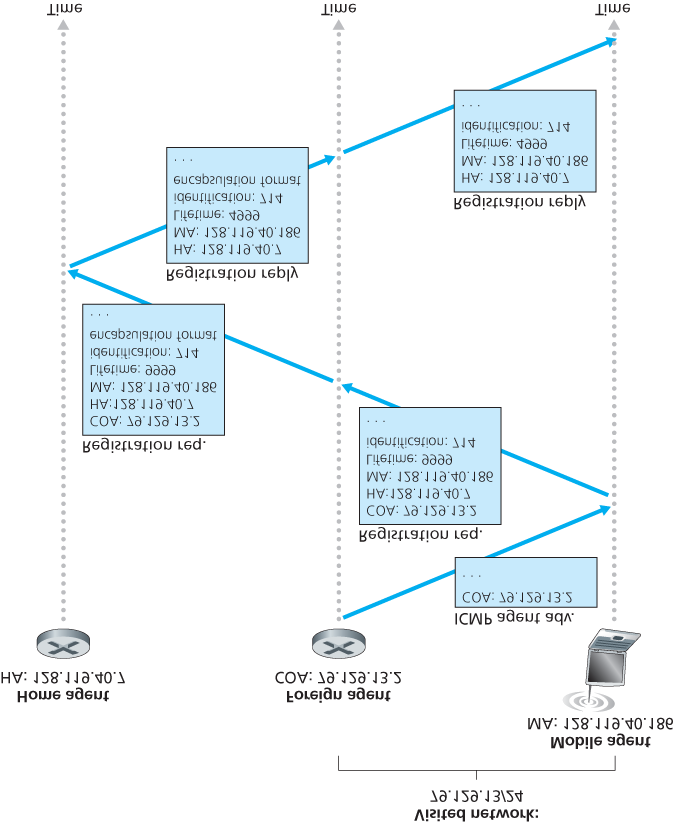 Visited network:
79.129.13/24
Mobile agent
MA: 128.119.40.186
Foreign agent
COA: 79.129.13.2
Home agent
HA: 128.119.40.7
ICMP agent adv.
COA: 79.129.13.2
. . .
Registration req.
COA: 79.129.13.2
HA:128.119.40.7
MA: 128.119.40.186
Lifetime: 9999
identification: 714
. . .
Registration req.
COA: 79.129.13.2
HA:128.119.40.7
MA: 128.119.40.186
Lifetime: 9999
identification: 714
encapsulation format
. . .
Registration reply
HA: 128.119.40.7
MA: 128.119.40.186
Lifetime: 4999
identification: 714
encapsulation format
. . .
Registration reply
HA: 128.119.40.7
MA: 128.119.40.186
Lifetime: 4999
identification: 714
. . .
Time
Time
Time